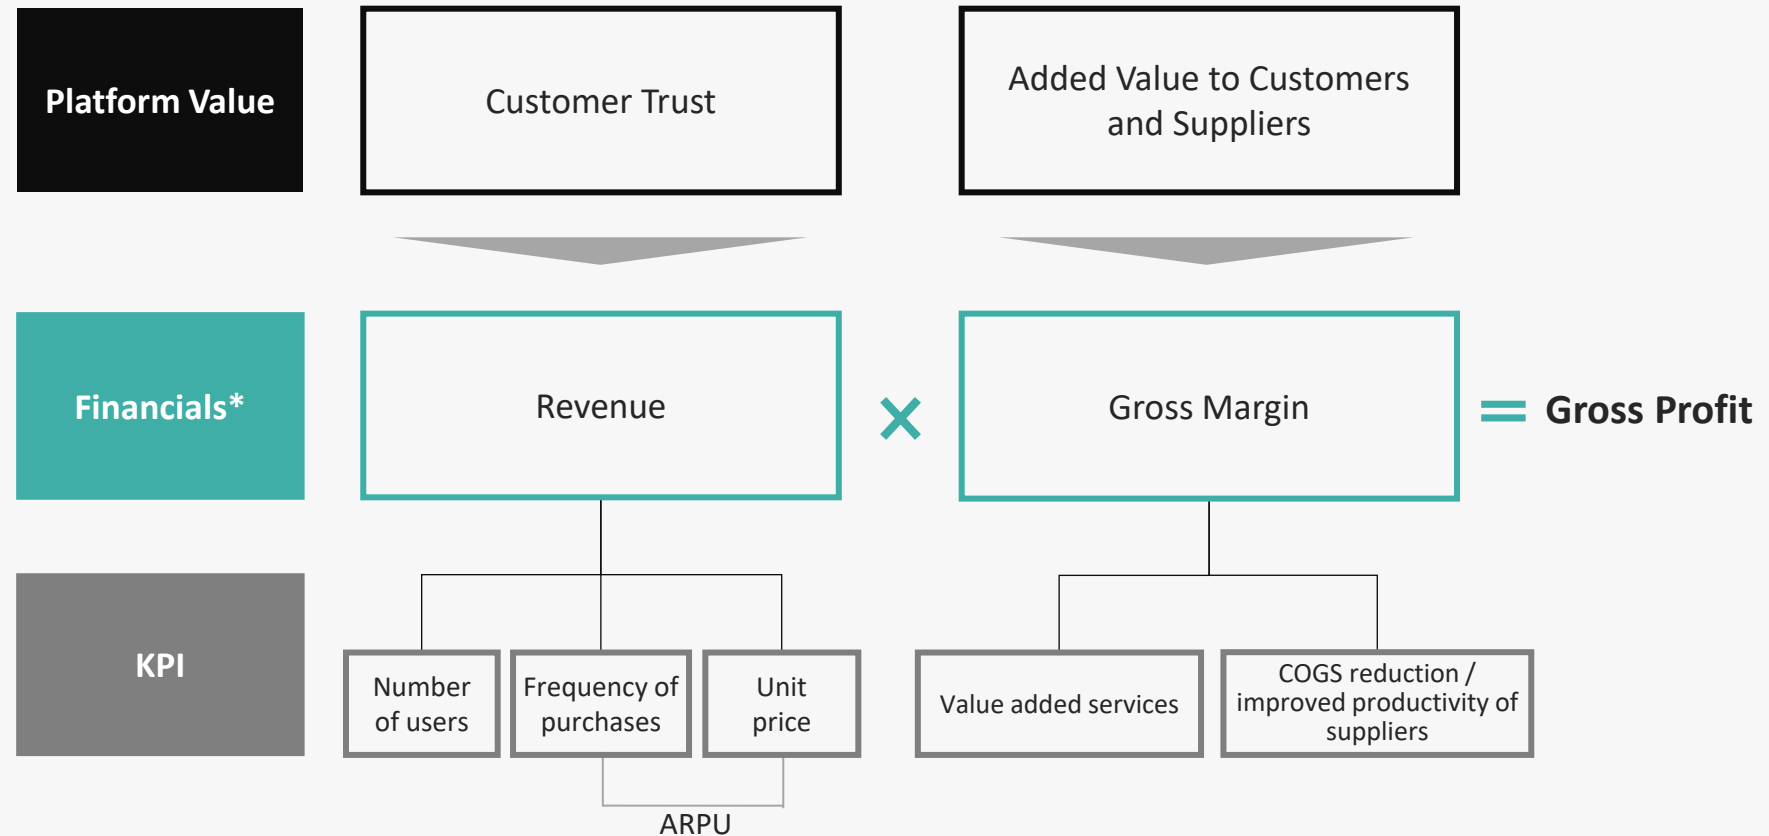 Platform Value
Customer Trust
Added Value to Customers
and Suppliers
Financials*
Revenue
×
Gross Margin
= Gross Profit
KPI
Number
of users
Frequency of
purchases
Unit
price
Value added services
COGS reduction /
improved productivity of
suppliers
ARPU